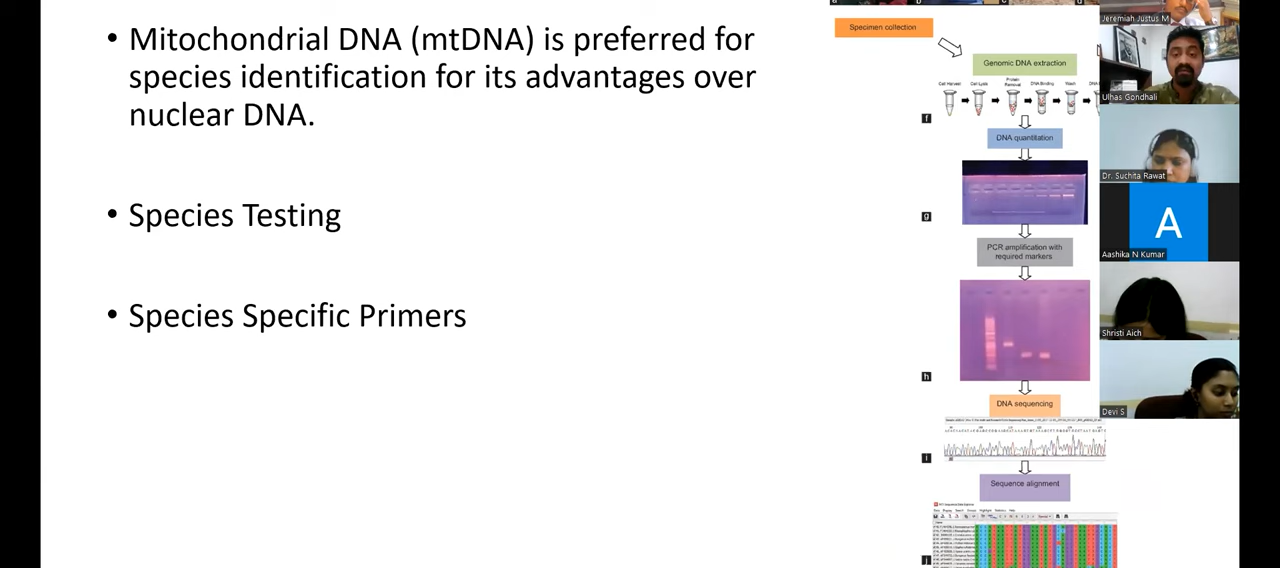 • Mitochondrial DNA (mtDNA) is preferred for
species identification for its advantages over
nuclear DNA.
• Species Testing
• Species Specific Primers
Specimen collection
Genomic DNA extraction
Cell Harvest
Cell Lysis
Protein
Removal
DNA Binding
Wash
f
DNA quantitation
g
PCR amplification with
required markers
h
DNA sequencing
i
Sequence alignment
j
Jeremiah Justus M
Ulhas Gondhali
Dr. Suchita Rawat
A
Aashika N Kumar
Shristi Aich
Devi S